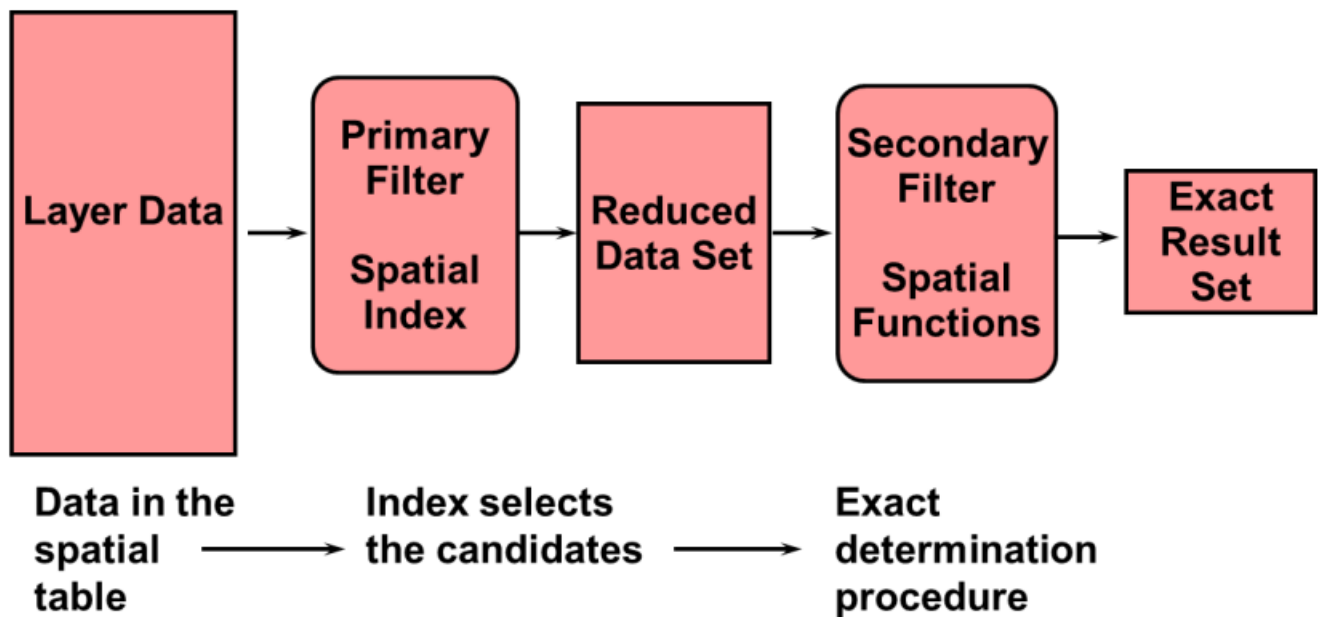 Layer Data
Primary
Filter
Spatial
Index
Reduced
Data Set
Secondary
Filter
Spatial
Functions
Exact
Result
Set
Data in the
spatial
table
Index selects
the candidates
Exact
determination
procedure